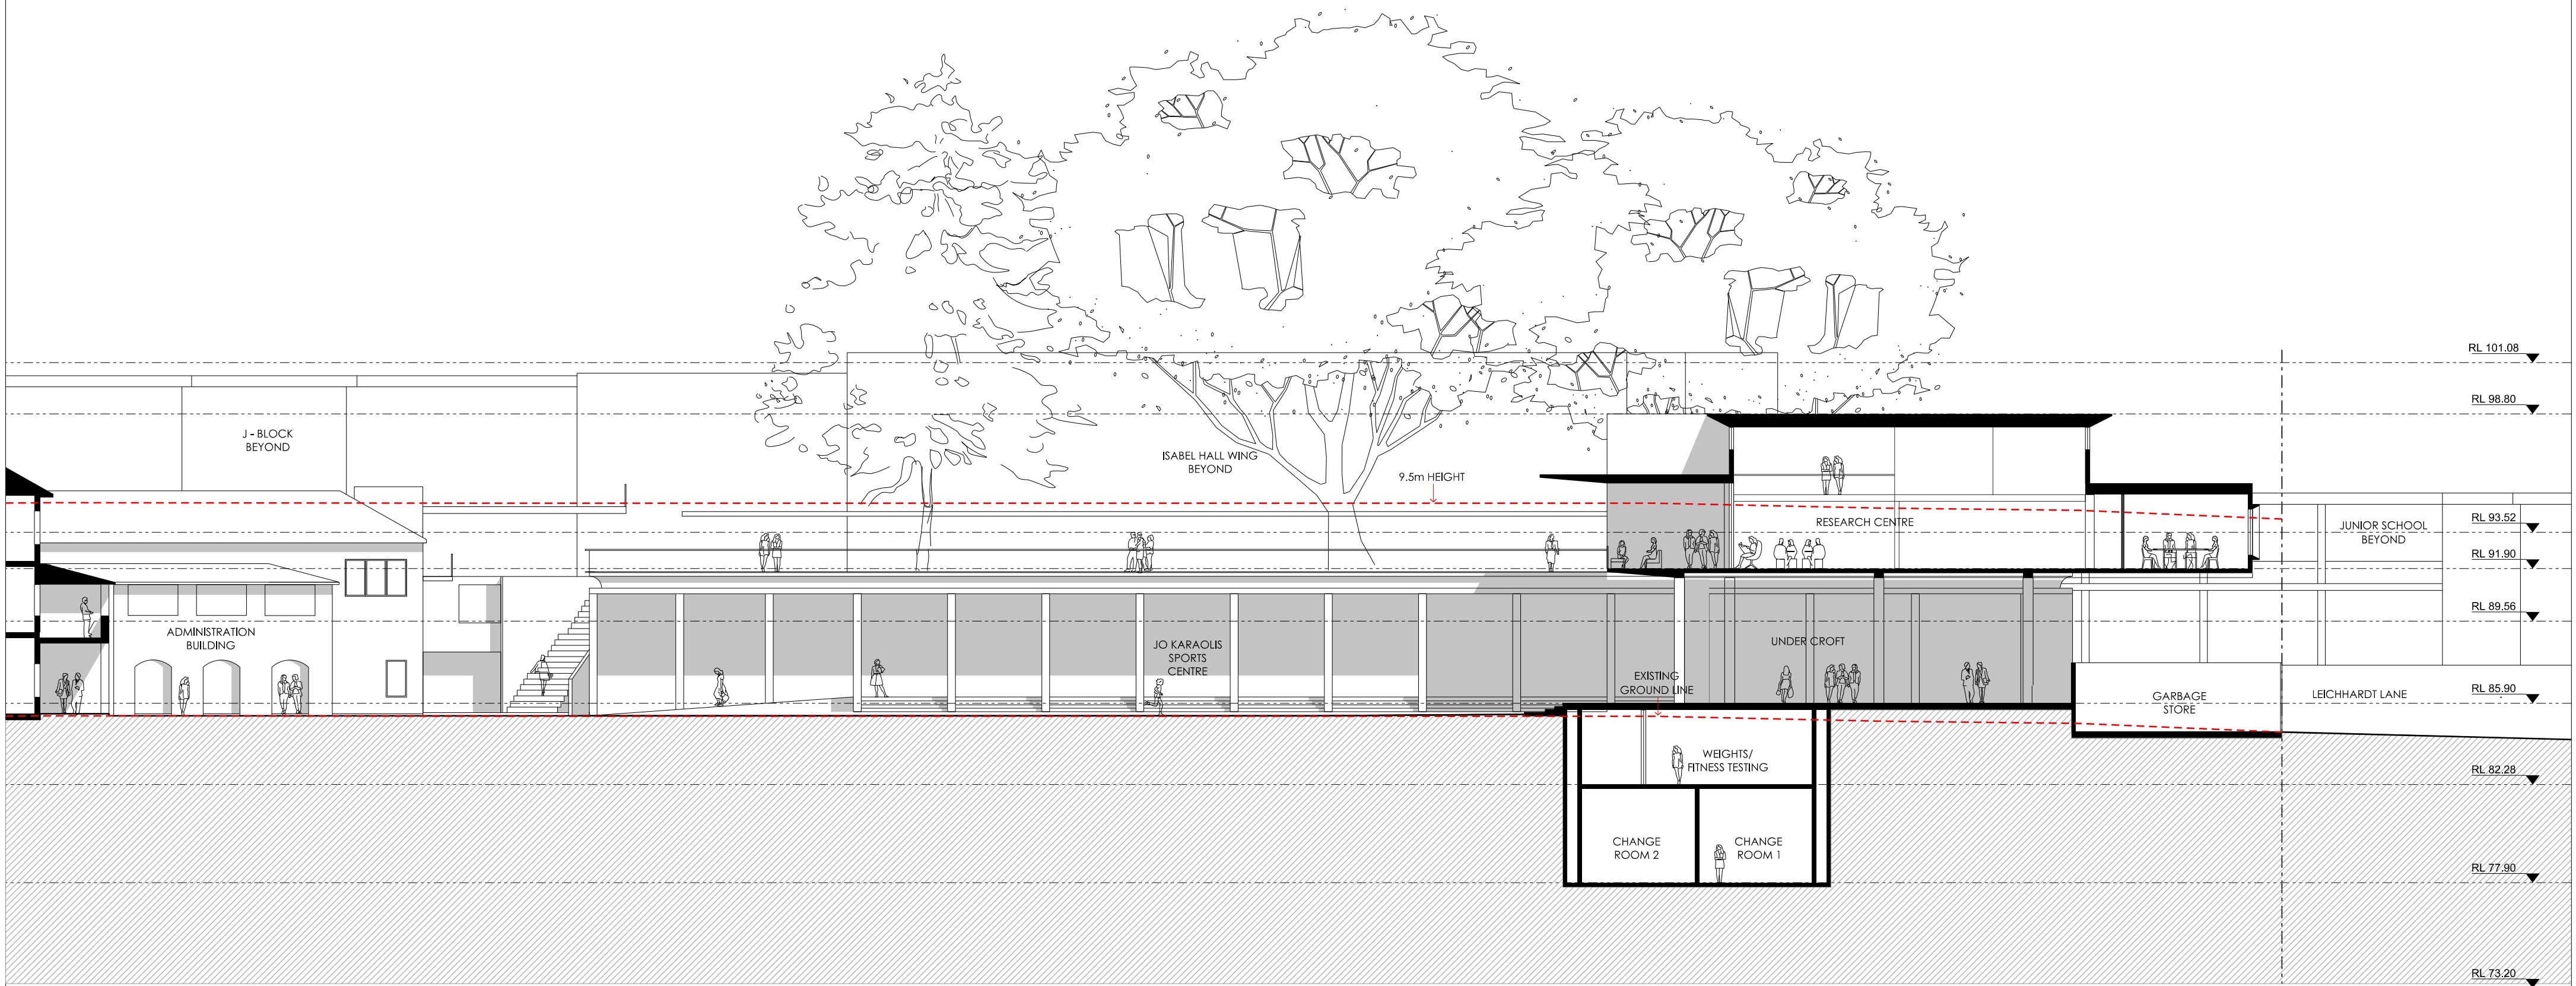 RL 101.08
RL 98.80
J - BLOCK
BEYOND
ISABEL HALL WING
BEYOND
9.5m HEIGHT
RESEARCH CENTRE
JUNIOR SCHOOL
BEYOND
RL 93.52
RL 91.90
RL 89.56
ADMINISTRATION
BUILDING
JO KARAOLIS
SPORTS
CENTRE
UNDER CROFT
EXISTING
GROUND LINE
GARBAGE
STORE
LEICHHARDT LANE
RL 85.90
WEIGHTS/
FITNESS TESTING
RL 82.28
CHANGE
ROOM 2
CHANGE
ROOM 1
RL 77.90
RL 73.20